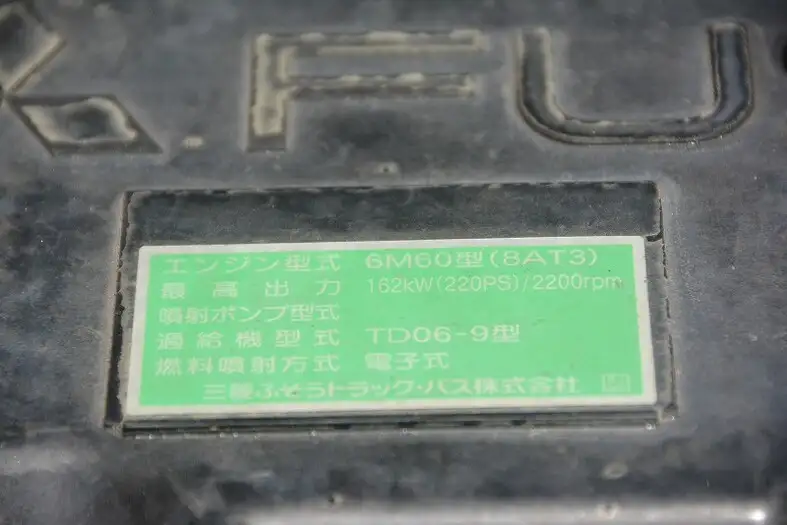 FU
エンジン型式 6M60型(8AT3)
最高出力 162kW(220PS)/2200rpm
噴射ポンプ型式
過給機型式 TD06-9型
燃料噴射方式 電子式
三菱ふそうトラック・バス株式会社